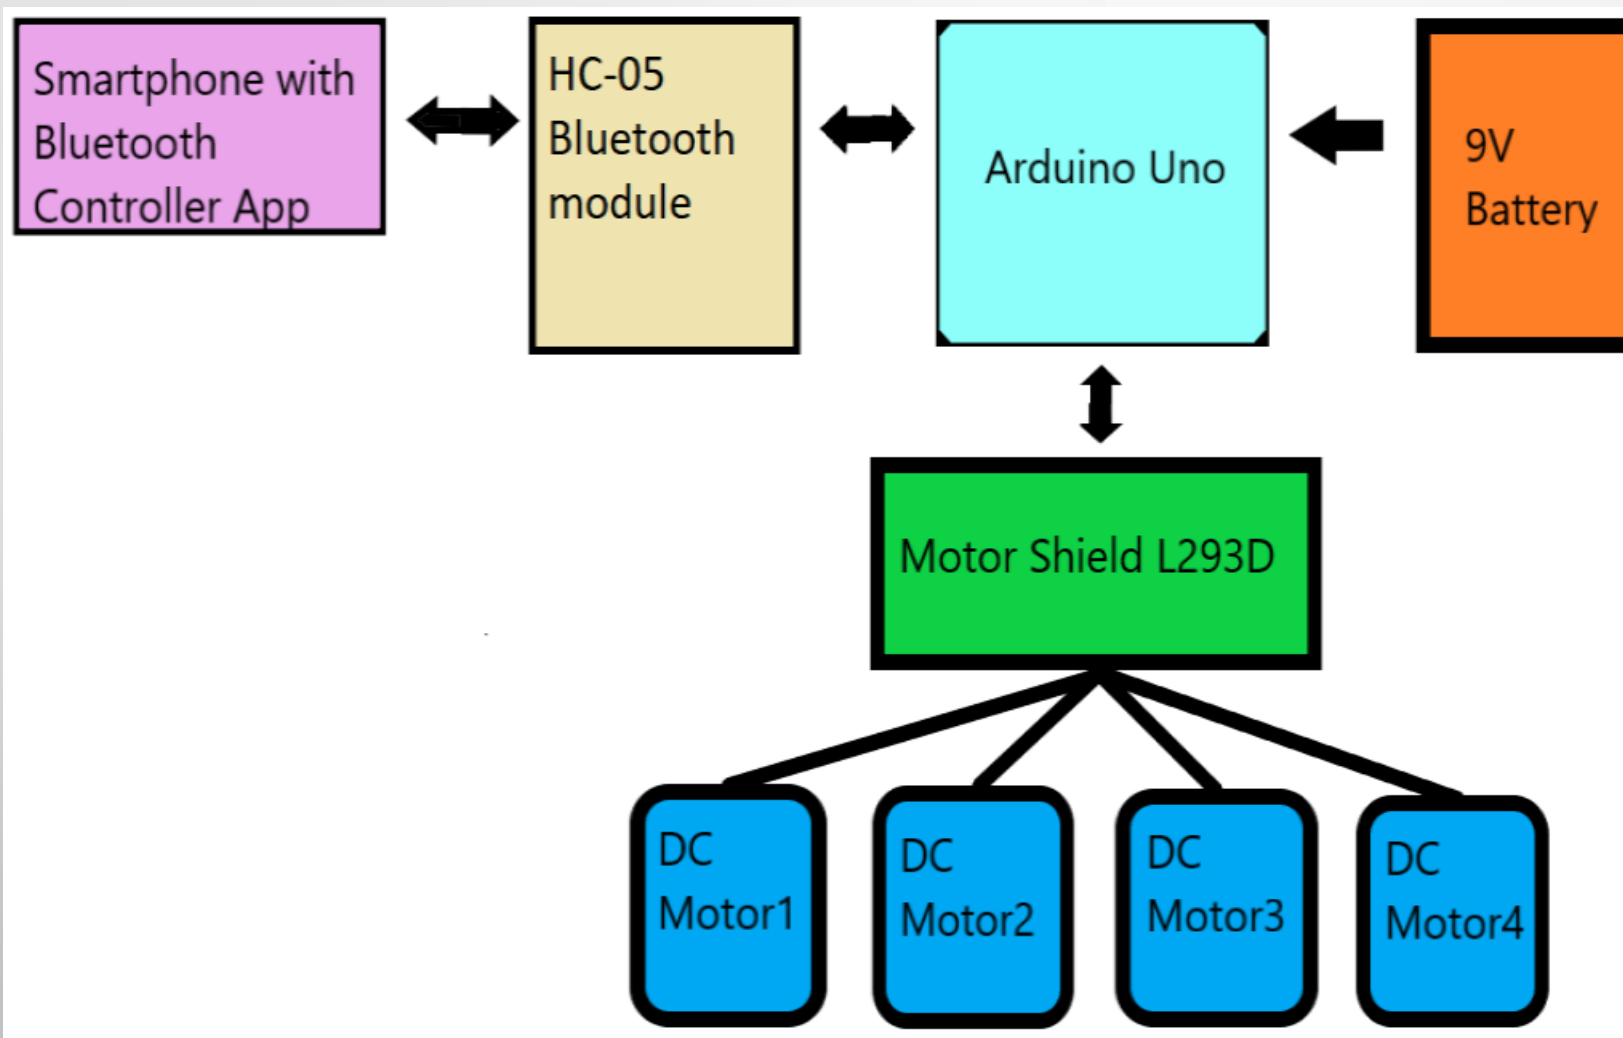 Smartphone with
Bluetooth
Controller App
HC-05
Bluetooth
module
Arduino Uno
9V
Battery
Motor Shield L293D
DC
Motor1
DC
Motor2
DC
Motor3
DC
Motor4